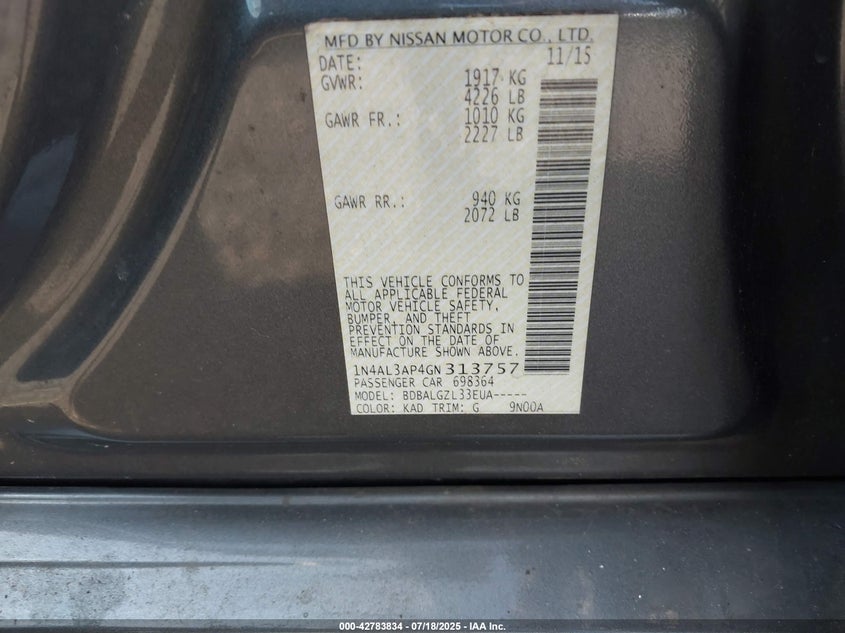 MFD BY NISSAN MOTOR CO., LTD.
DATE: 11/15
GVWR: 1917 KG
4226 LB
GAWR FR.: 1010 KG
2227 LB
GAWR RR.: 940 KG
2072 LB
THIS VEHICLE CONFORMS TO
ALL APPLICABLE FEDERAL
MOTOR VEHICLE SAFETY,
BUMPER, AND THEFT
PREVENTION STANDARDS IN
EFFECT ON THE DATE OF
MANUFACTURE SHOWN ABOVE.
1N4AL3AP4GN313757
PASSENGER CAR 698364
MODEL: BDBALGZL33EUA-----
COLOR: KAD TRIM: G 9N00A
000-42783834 - 07/18/2025 - IAA Inc.